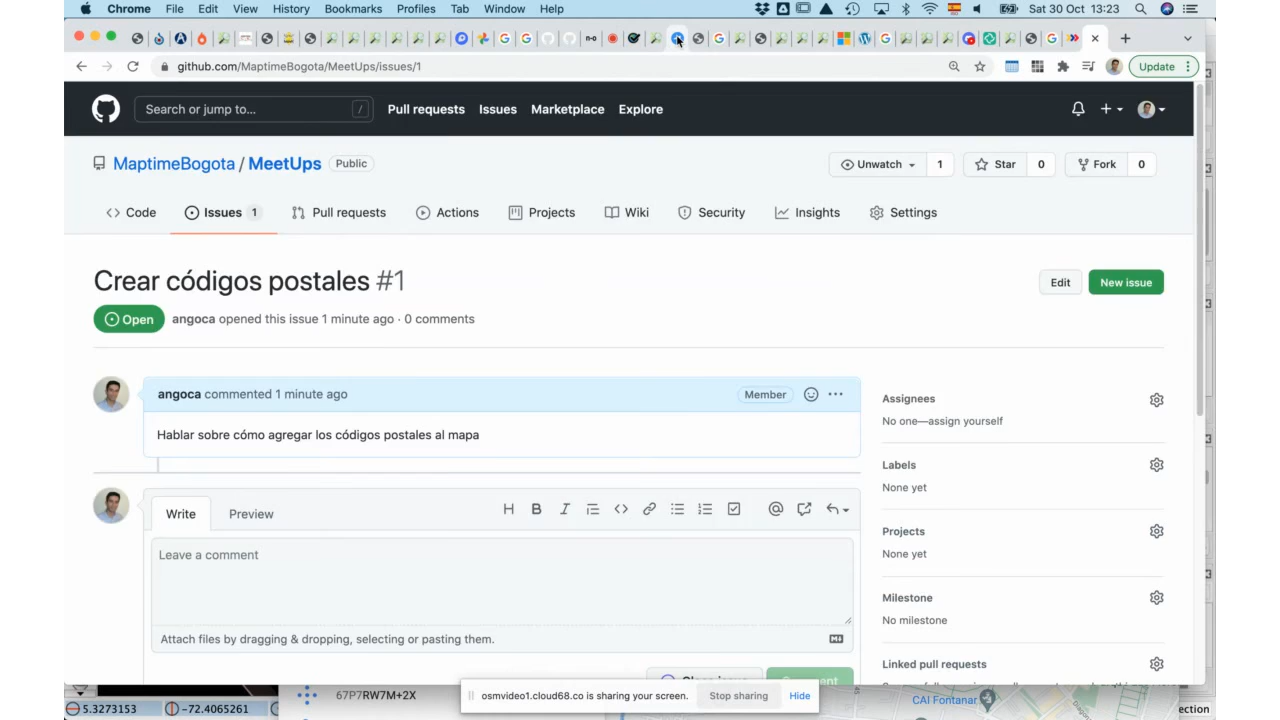 Chrome File Edit View History Bookmarks Profiles Tab Window Help Sat 30 Oct 13:23
github.com/MaptimeBogota/MeetUps/issues/1 Update
Search or jump to... / Pull requests Issues Marketplace Explore
MaptimeBogota / MeetUps Public Unwatch 1 Star 0 Fork 0
Code Issues 1 Pull requests Actions Projects Wiki Security Insights Settings
Crear códigos postales #1 Edit New issue
Open angoca opened this issue 1 minute ago · 0 comments
angoca commented 1 minute ago Member
Hablar sobre cómo agregar los códigos postales al mapa
Assignees
No one—assign yourself
Labels
None yet
Write Preview
Leave a comment
Projects
None yet
Milestone
No milestone
Attach files by dragging & dropping, selecting or pasting them.
Linked pull requests
67P7RW7M+2X
osmvideo1.cloud68.co is sharing your screen. Stop sharing Hide
CAI Fontanar
5.3273153 -72.4065261